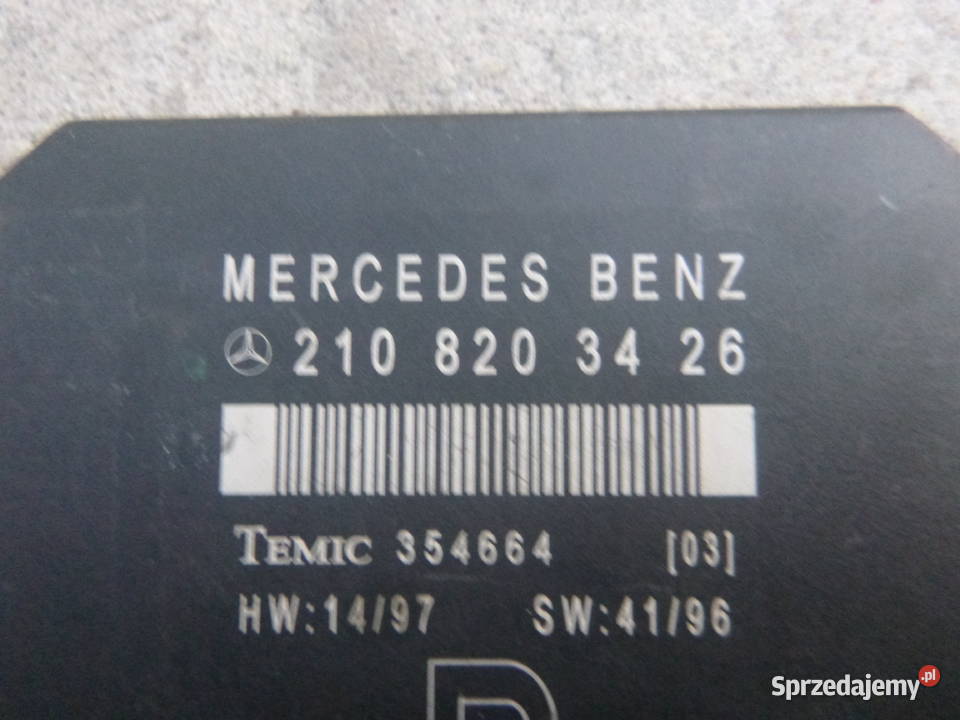 MERCEDES BENZ
210 820 34 26
TEMIC 354664 [03]
HW:14/97 SW:41/96
Sprzedajemy.pl